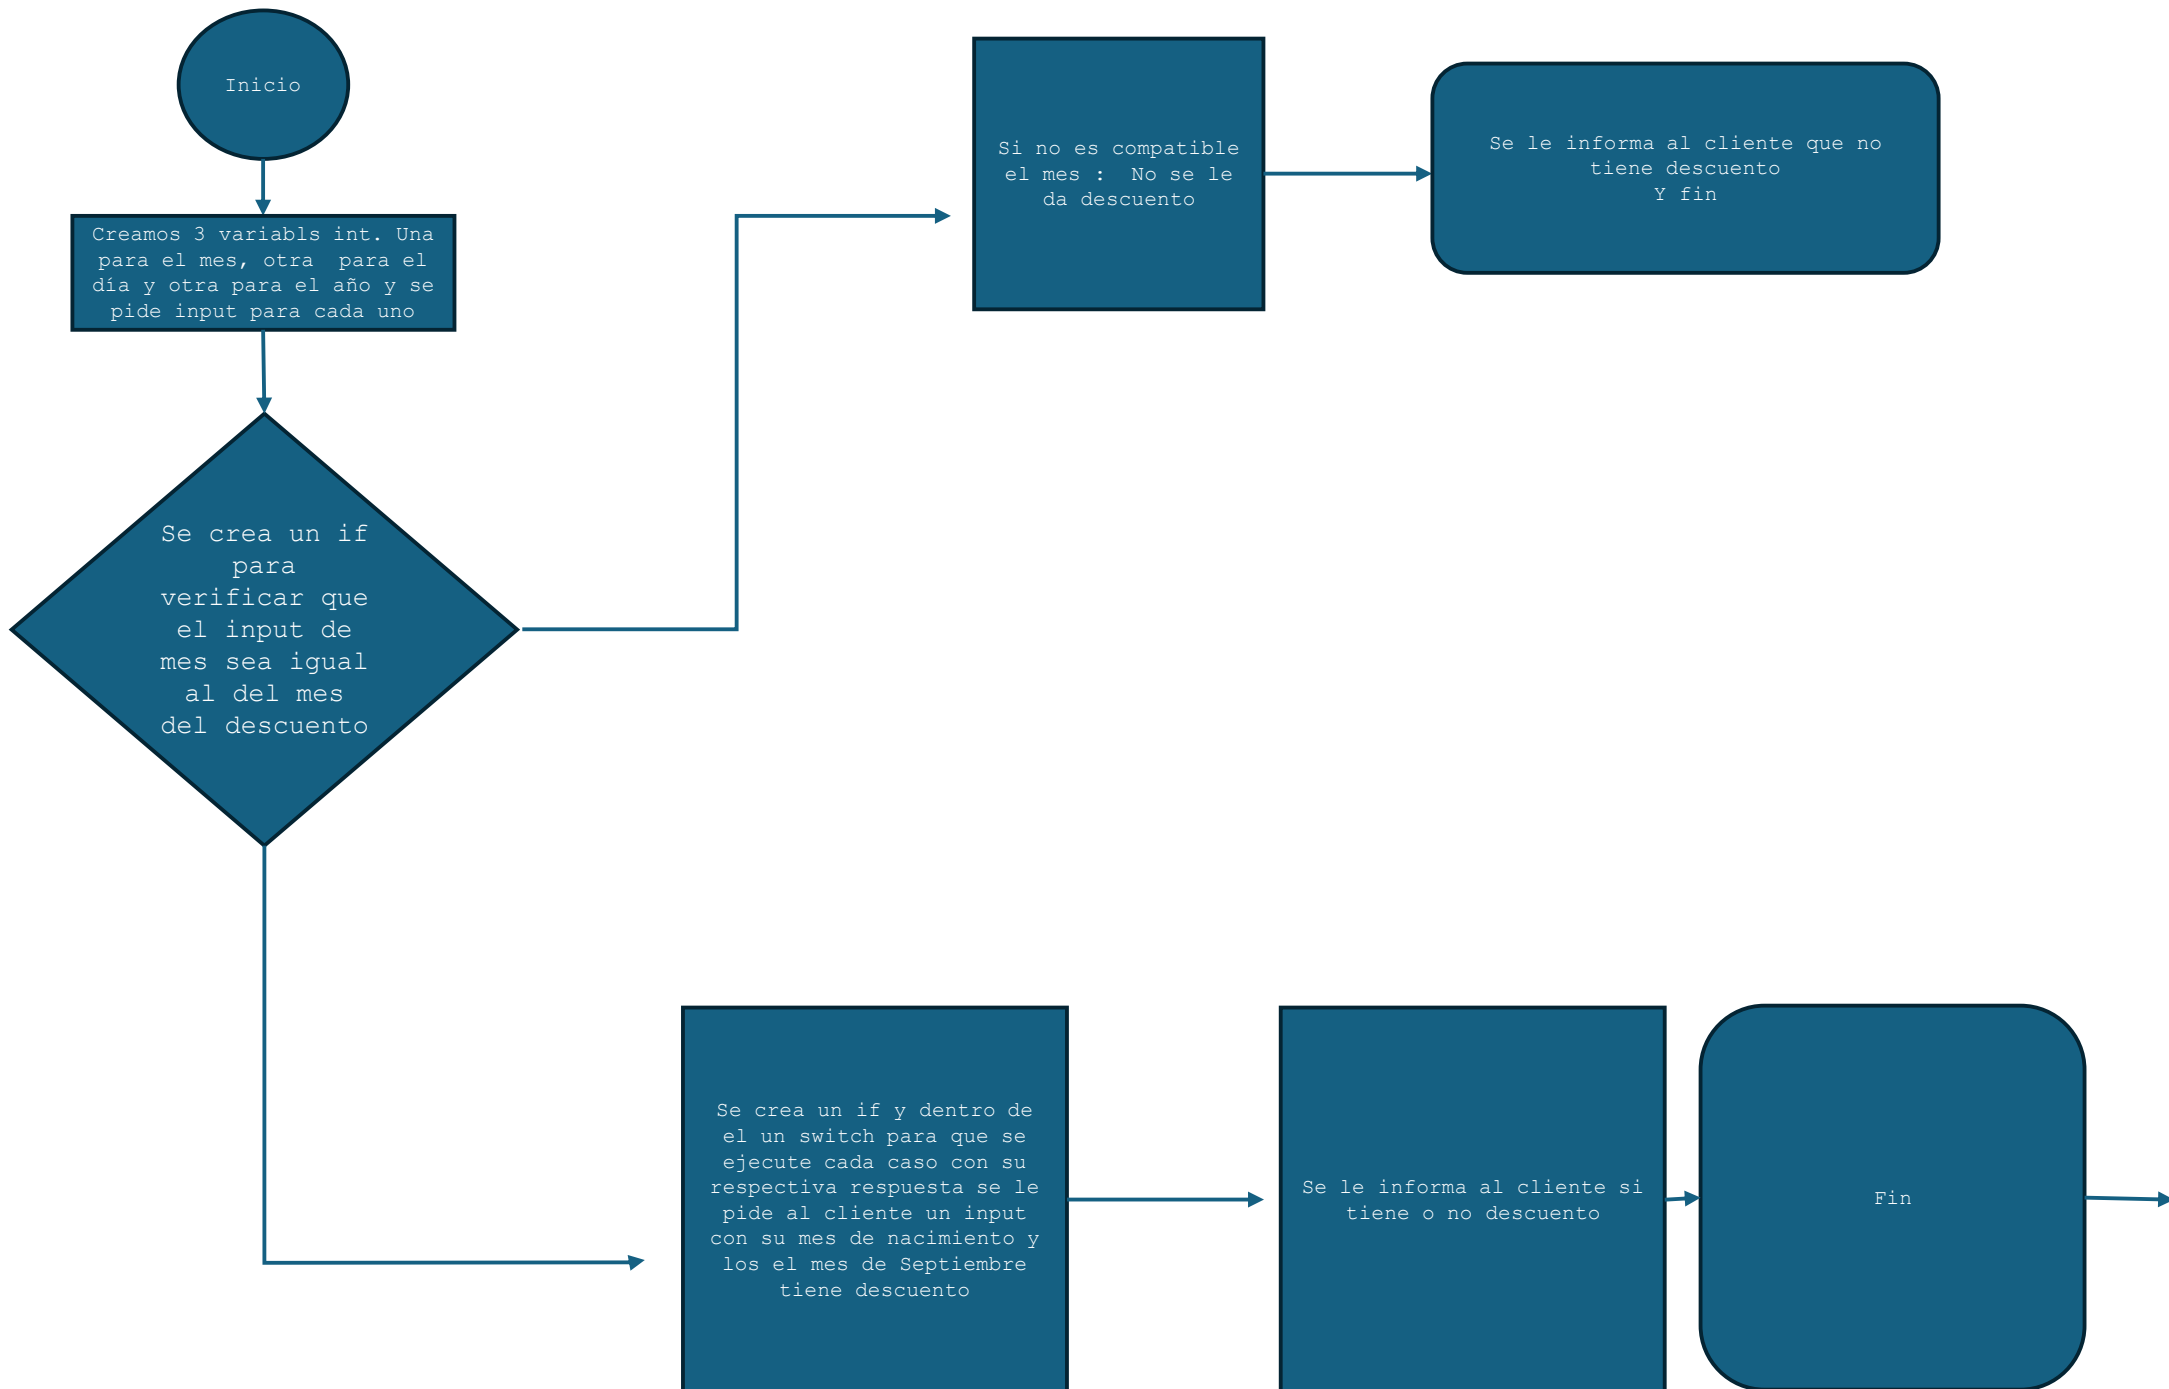 Inicio
Creamos 3 variabls int. Una
para el mes, otra  para el
día y otra para el año y se
pide input para cada uno
Se crea un if
para
verificar que
el input de
mes sea igual
al del mes
del descuento
Si no es compatible
el mes :  No se le
da descuento
Se le informa al cliente que no
tiene descuento
Y fin
Se crea un if y dentro de
el un switch para que se
ejecute cada caso con su
respectiva respuesta se le
pide al cliente un input
con su mes de nacimiento y
los el mes de Septiembre
tiene descuento
Se le informa al cliente si
tiene o no descuento
Fin